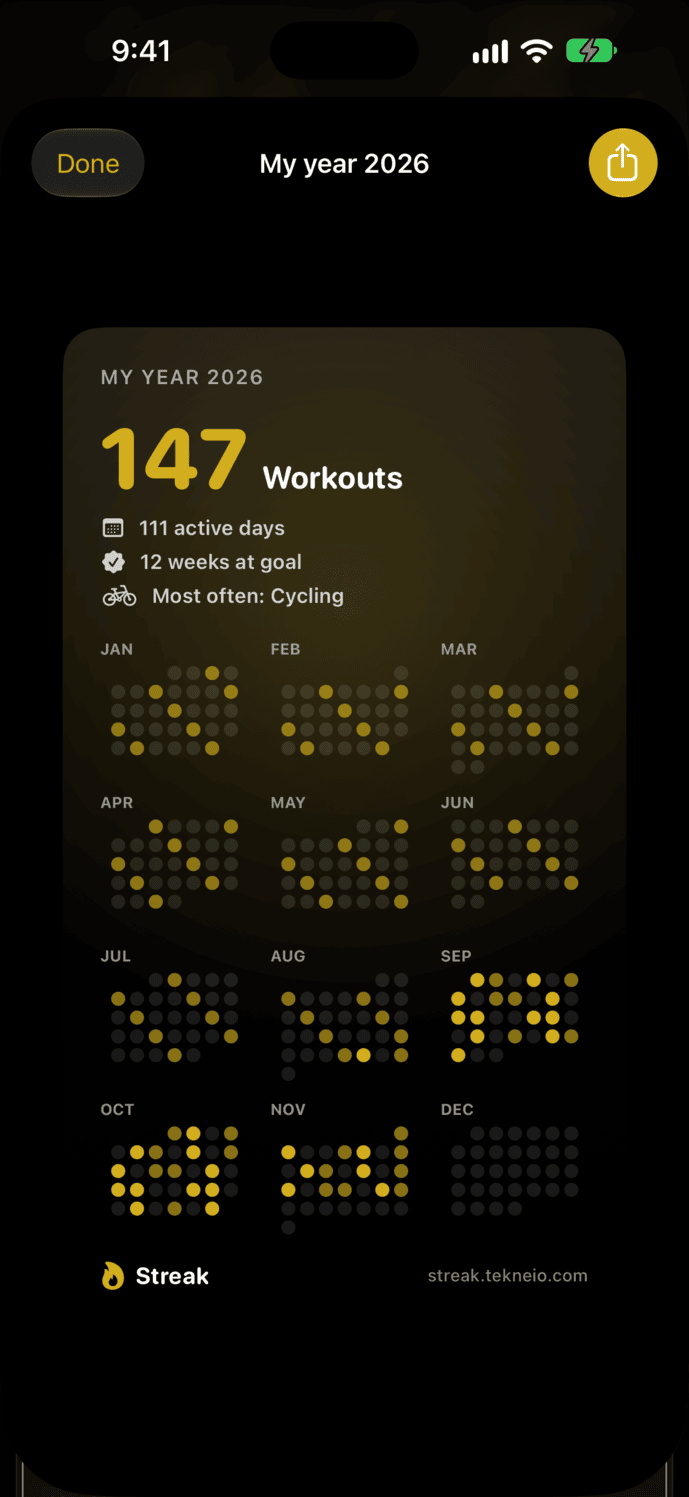 9:41
Done
My year 2026
MY YEAR 2026
147 Workouts
111 active days
12 weeks at goal
Most often: Cycling
JAN FEB MAR
APR MAY JUN
JUL AUG SEP
OCT NOV DEC
Streak
streak.tekneio.com